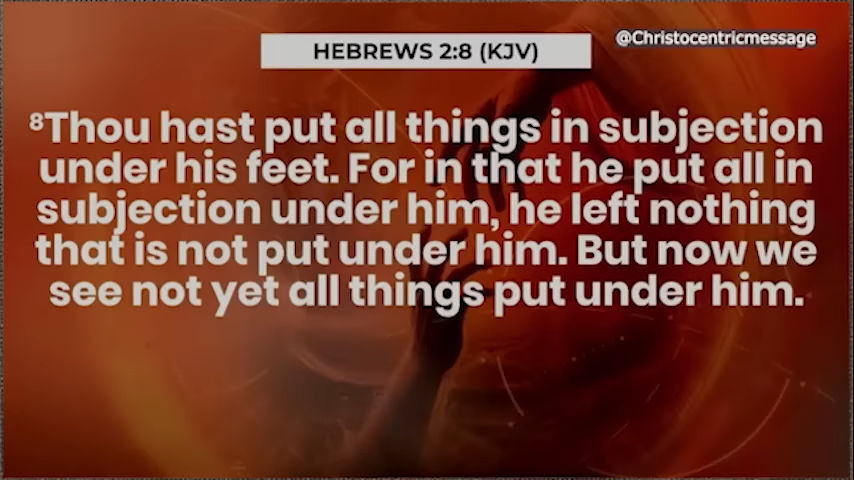 HEBREWS 2:8 (KJV)
@Christocentricmessage
⁸Thou hast put all things in subjection
under his feet. For in that he put all in
subjection under him, he left nothing
that is not put under him. But now we
see not yet all things put under him.